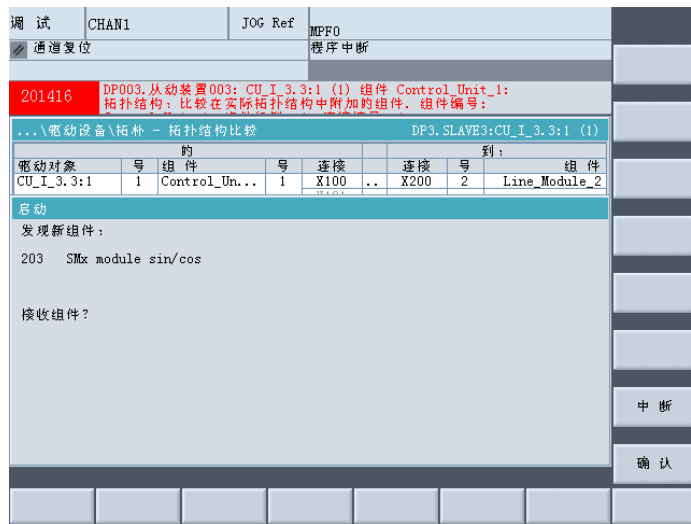 调 试 CHAN1 JOG Ref MPF0
通道复位 程序中断
201416 DP003.从动装置003: CU_I_3.3:1 (1) 组件 Control_Unit_1:
拓扑结构: 比较在实际拓扑结构中附加的组件. 组件编号:
...\驱动设备\拓朴 - 拓扑结构比较 DP3.SLAVE3:CU_I_3.3:1 (1)
的 到:
驱动对象 号 组 件 号 连接 连接 号 组 件
CU_I_3.3:1 1 Control_Un... 1 X100 .. X200 2 Line_Module_2
启动
发现新组件:
203 SMx module sin/cos
接收组件?
中 断
确 认